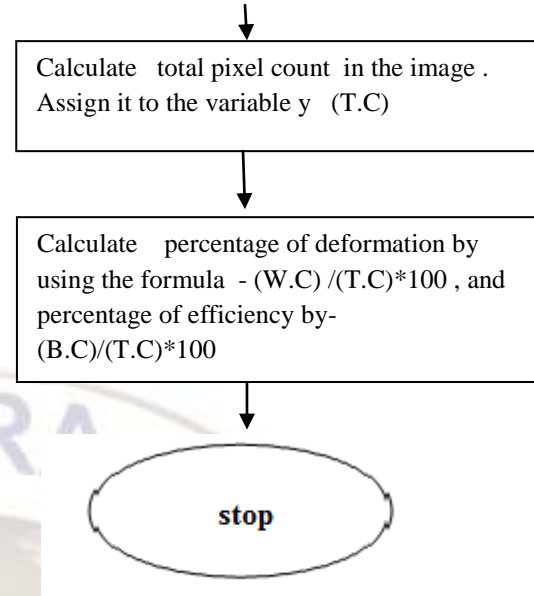 Calculate total pixel count in the image .
Assign it to the variable y (T.C)
Calculate percentage of deformation by
using the formula - (W.C) /(T.C)*100 , and
percentage of efficiency by-
(B.C)/(T.C)*100
RA
stop